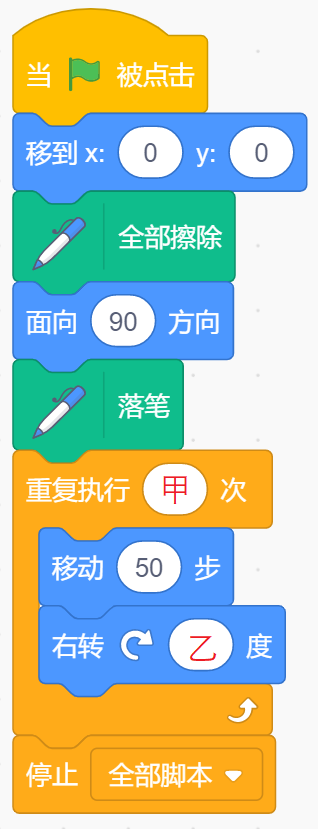 当 被点击
移到 x: 0 y: 0
全部擦除
面向 90 方向
落笔
重复执行 甲 次
移动 50 步
右转 乙 度
停止 全部脚本